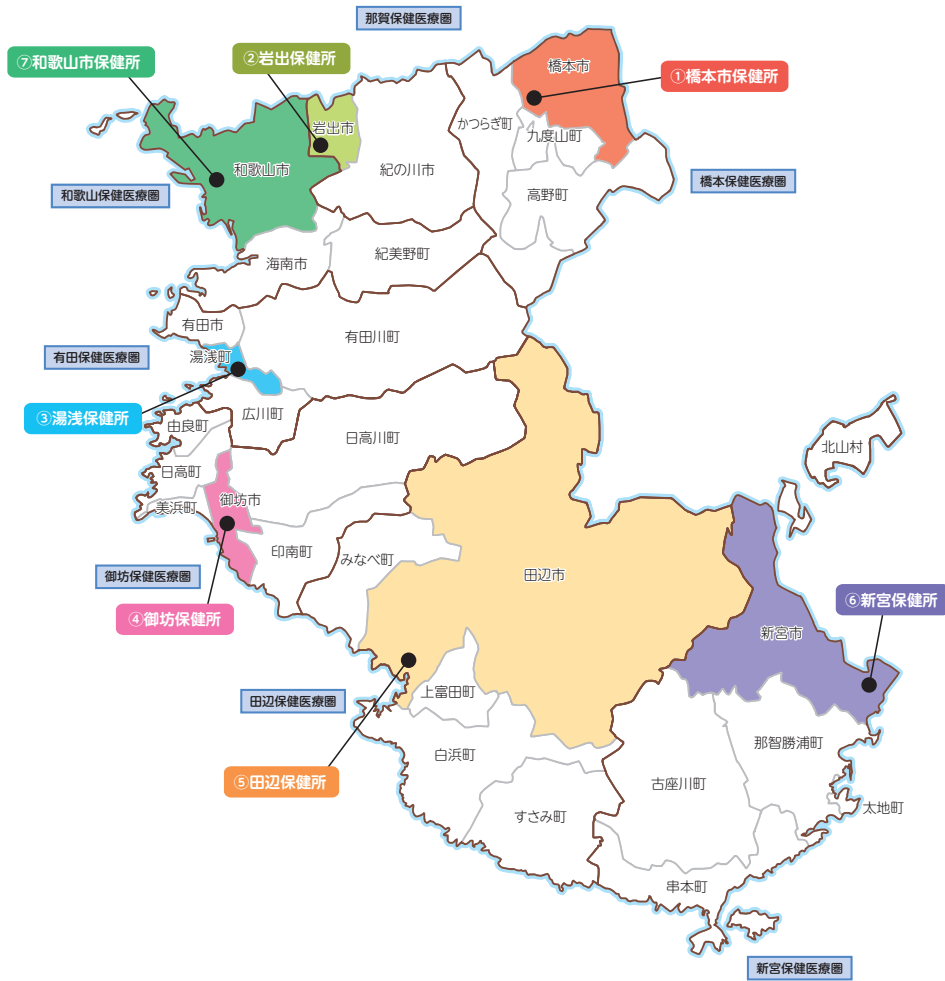 那賀保健医療圏
⑦和歌山市保健所
②岩出保健所
橋本市
①橋本市保健所
かつらぎ町
岩出市
九度山町
和歌山市
紀の川市
橋本保健医療圏
和歌山保健医療圏
高野町
海南市
紀美野町
有田市
有田川町
湯浅町
有田保健医療圏
③湯浅保健所
広川町
由良町
日高川町
北山村
日高町
御坊市
美浜町
印南町
みなべ町
田辺市
御坊保健医療圏
⑥新宮保健所
④御坊保健所
新宮市
上富田町
田辺保健医療圏
那智勝浦町
白浜町
⑤田辺保健所
古座川町
太地町
すさみ町
串本町
新宮保健医療圏